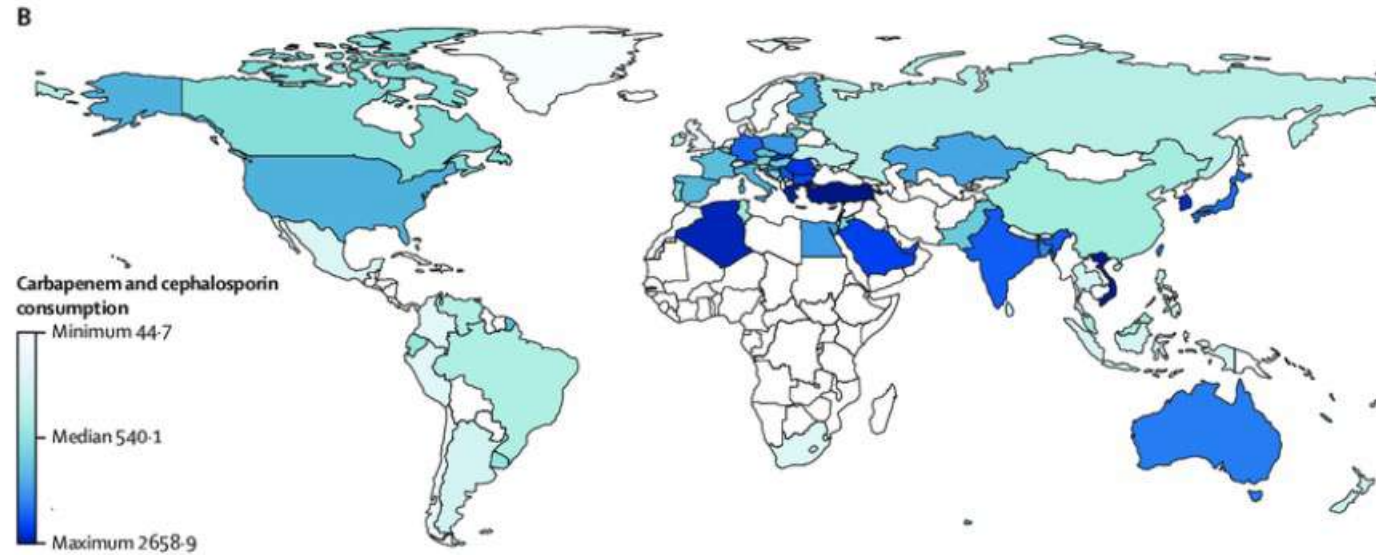 B
Carbapenem and cephalosporin
consumption
Minimum 44·7
Median 540·1
Maximum 2658·9